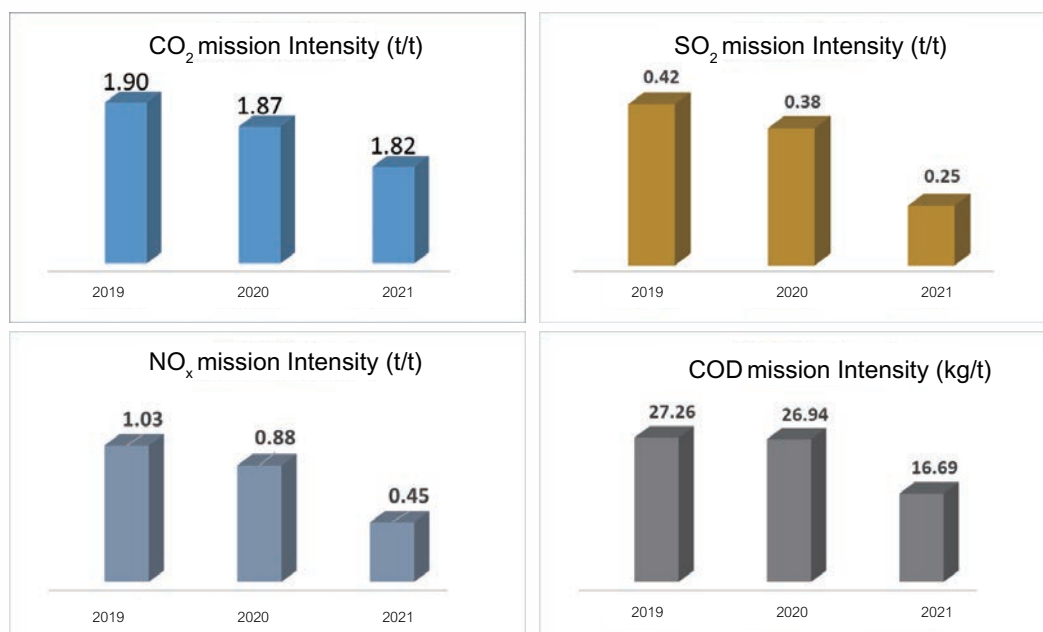 CO₂ mission Intensity (t/t)
1.90
1.87
1.82
2019 2020 2021
SO₂ mission Intensity (t/t)
0.42
0.38
0.25
2019 2020 2021
NOₓ mission Intensity (t/t)
1.03
0.88
0.45
2019 2020 2021
COD mission Intensity (kg/t)
27.26
26.94
16.69
2019 2020 2021